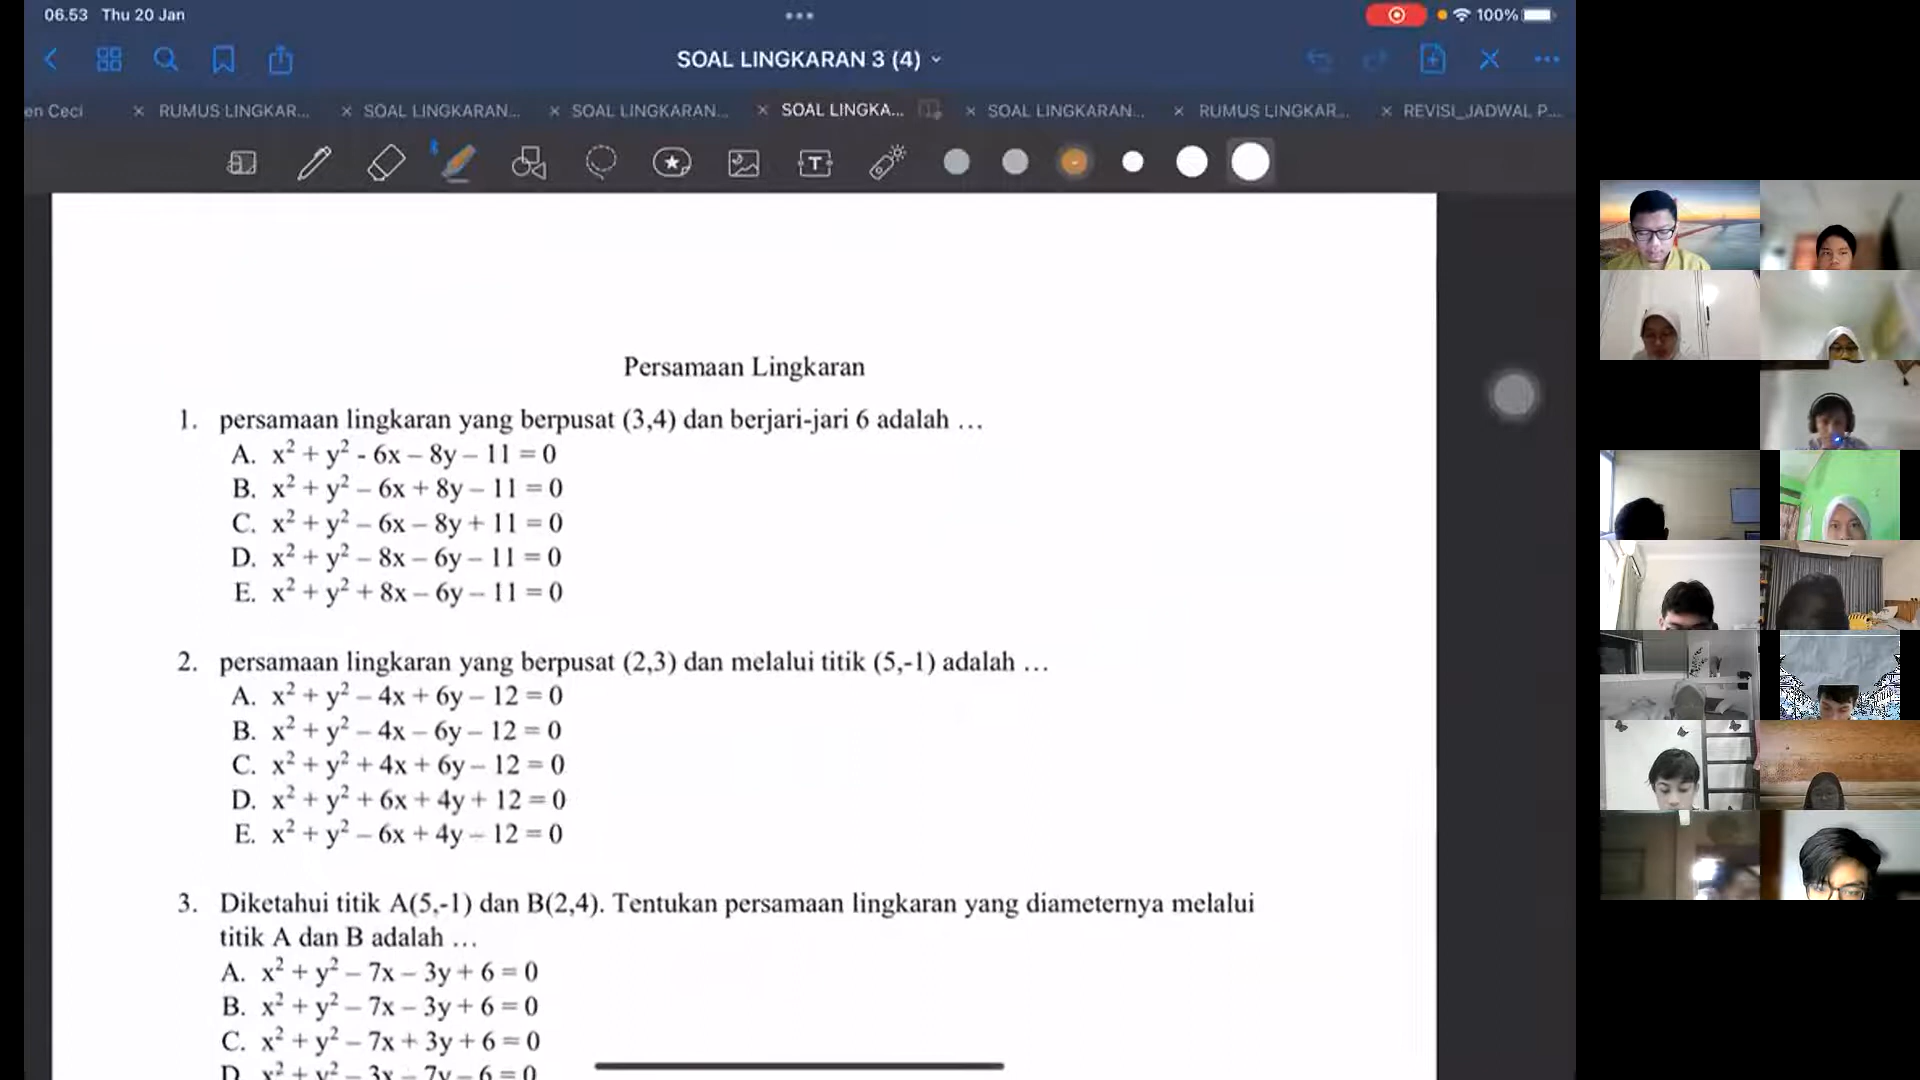 06.53 Thu 20 Jan
100%
SOAL LINGKARAN 3 (4)
en Ceci
RUMUS LINGKAR...
SOAL LINGKARAN...
SOAL LINGKARAN...
SOAL LINGKA...
SOAL LINGKARAN...
RUMUS LINGKAR...
REVISI_JADWAL P...
T
Persamaan Lingkaran
1. persamaan lingkaran yang berpusat (3,4) dan berjari-jari 6 adalah …
A. x² + y² - 6x – 8y – 11 = 0
B. x² + y² – 6x + 8y – 11 = 0
C. x² + y² – 6x – 8y + 11 = 0
D. x² + y² – 8x – 6y – 11 = 0
E. x² + y² + 8x – 6y – 11 = 0
2. persamaan lingkaran yang berpusat (2,3) dan melalui titik (5,-1) adalah …
A. x² + y² – 4x + 6y – 12 = 0
B. x² + y² – 4x – 6y – 12 = 0
C. x² + y² + 4x + 6y – 12 = 0
D. x² + y² + 6x + 4y + 12 = 0
E. x² + y² – 6x + 4y – 12 = 0
3. Diketahui titik A(5,-1) dan B(2,4). Tentukan persamaan lingkaran yang diameternya melalui
titik A dan B adalah …
A. x² + y² – 7x – 3y + 6 = 0
B. x² + y² – 7x – 3y + 6 = 0
C. x² + y² – 7x + 3y + 6 = 0
D. x² + y² – 3x – 7y – 6 = 0